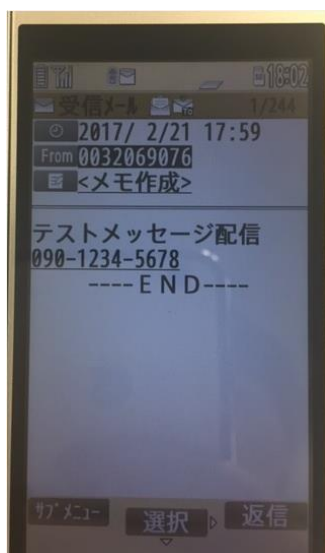 18:02
受信メール 1/244
2017/ 2/21 17:59
From 0032069076
<メモ作成>
テストメッセージ配信
090-1234-5678
----END----
サブメニュー 選択 返信